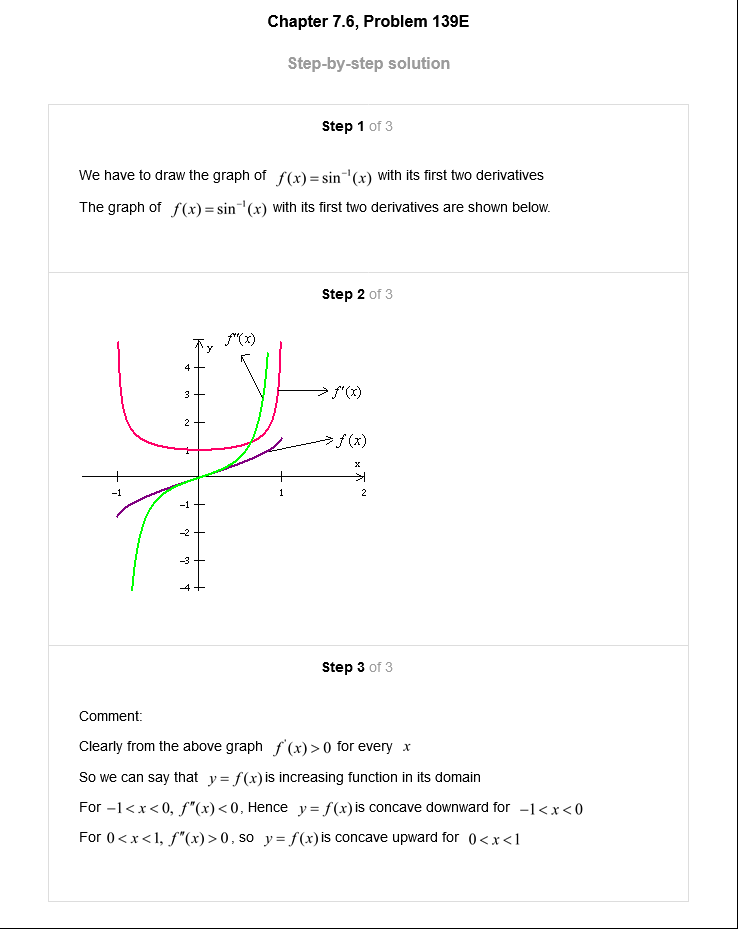 Chapter 7.6, Problem 139E
Step-by-step solution
Step 1 of 3
We have to draw the graph of f(x)=sin⁻¹(x) with its first two derivatives
The graph of f(x)=sin⁻¹(x) with its first two derivatives are shown below.
Step 2 of 3
f''(x)
y
4
3
2
1
f'(x)
f(x)
x
-1
1
2
-1
-2
-3
-4
Step 3 of 3
Comment:
Clearly from the above graph f'(x)>0 for every x
So we can say that y=f(x) is increasing function in its domain
For −1<x<0, f″(x)<0, Hence y=f(x) is concave downward for −1<x<0
For 0<x<1, f″(x)>0, so y=f(x) is concave upward for 0<x<1